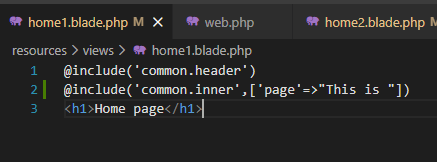 home1.blade.php M X web.php home2.blade.php M
resources > views > home1.blade.php
1 @include('common.header')
2 @include('common.inner',['page'=>"This is "])
3 <h1>Home page</h1>